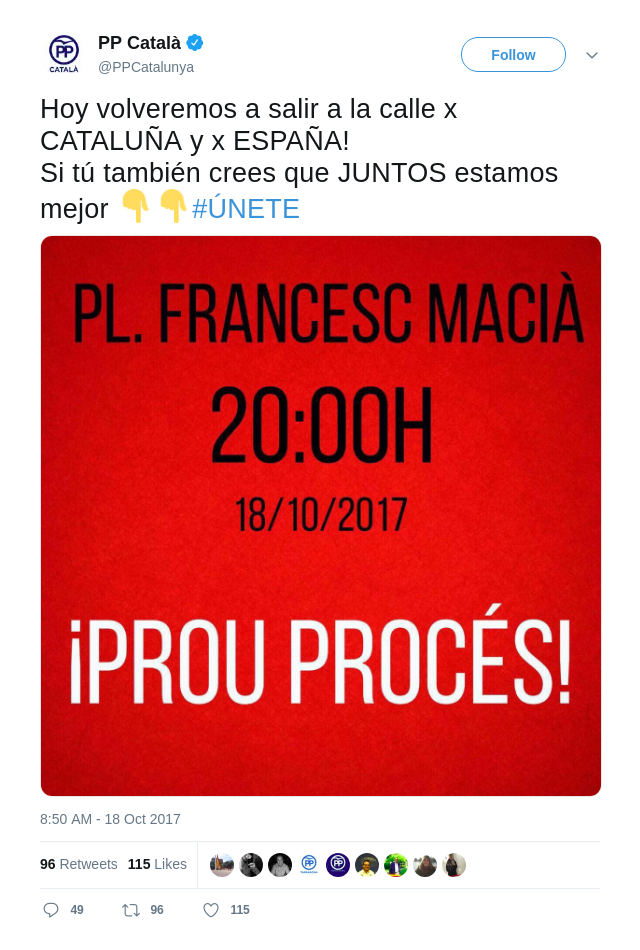 PP Català
@PPCatalunya
Follow
Hoy volveremos a salir a la calle x
CATALUÑA y x ESPAÑA!
Si tú también crees que JUNTOS estamos
mejor 👇👇#ÚNETE
PL. FRANCESC MACIÀ
20:00H
18/10/2017
¡PROU PROCÉS!
8:50 AM - 18 Oct 2017
96 Retweets 115 Likes
49 96 115